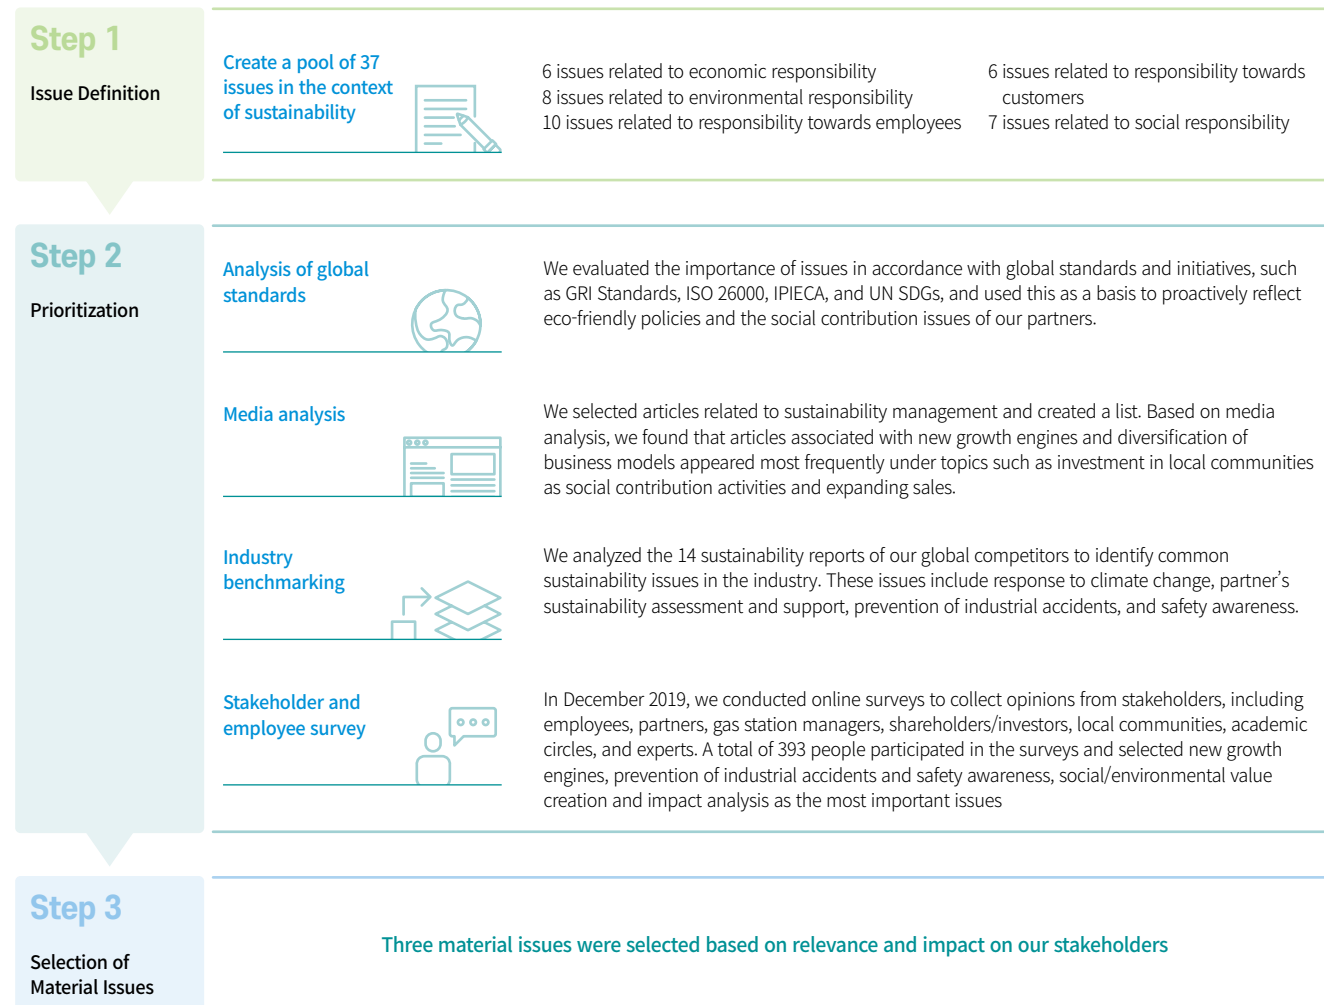 Step 1
Issue Definition
Create a pool of 37
issues in the context
of sustainability
6 issues related to economic responsibility
8 issues related to environmental responsibility
10 issues related to responsibility towards employees
6 issues related to responsibility towards
customers
7 issues related to social responsibility
Step 2
Prioritization
Analysis of global
standards
We evaluated the importance of issues in accordance with global standards and initiatives, such
as GRI Standards, ISO 26000, IPIECA, and UN SDGs, and used this as a basis to proactively reflect
eco-friendly policies and the social contribution issues of our partners.
Media analysis
We selected articles related to sustainability management and created a list. Based on media
analysis, we found that articles associated with new growth engines and diversification of
business models appeared most frequently under topics such as investment in local communities
as social contribution activities and expanding sales.
Industry
benchmarking
We analyzed the 14 sustainability reports of our global competitors to identify common
sustainability issues in the industry. These issues include response to climate change, partner’s
sustainability assessment and support, prevention of industrial accidents, and safety awareness.
Stakeholder and
employee survey
In December 2019, we conducted online surveys to collect opinions from stakeholders, including
employees, partners, gas station managers, shareholders/investors, local communities, academic
circles, and experts. A total of 393 people participated in the surveys and selected new growth
engines, prevention of industrial accidents and safety awareness, social/environmental value
creation and impact analysis as the most important issues
Step 3
Selection of
Material Issues
Three material issues were selected based on relevance and impact on our stakeholders